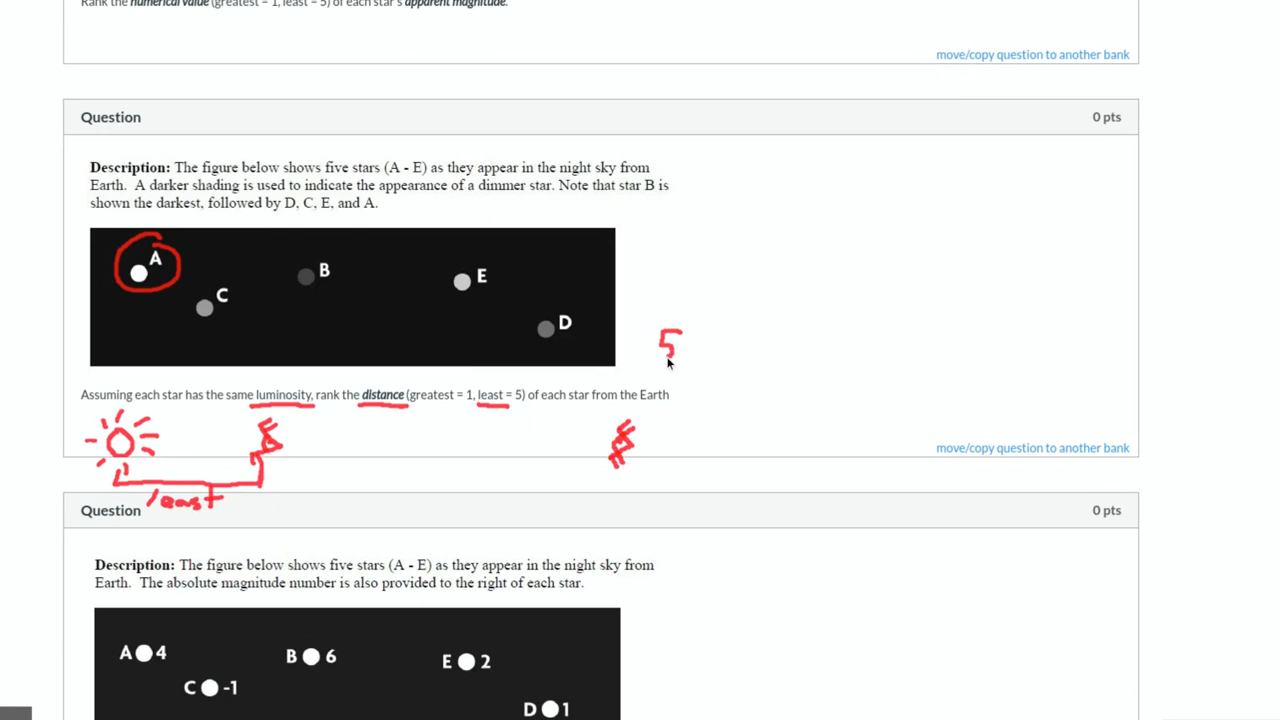 Rank the numerical value (greatest = 1, least = 5) of each star's apparent magnitude.
move/copy question to another bank
Question 0 pts
Description: The figure below shows five stars (A - E) as they appear in the night sky from
Earth. A darker shading is used to indicate the appearance of a dimmer star. Note that star B is
shown the darkest, followed by D, C, E, and A.
A
B
E
C
D
5
Assuming each star has the same luminosity, rank the distance (greatest = 1, least = 5) of each star from the Earth
move/copy question to another bank
least
Question 0 pts
Description: The figure below shows five stars (A - E) as they appear in the night sky from
Earth. The absolute magnitude number is also provided to the right of each star.
A 4
B 6
E 2
C -1
D 1